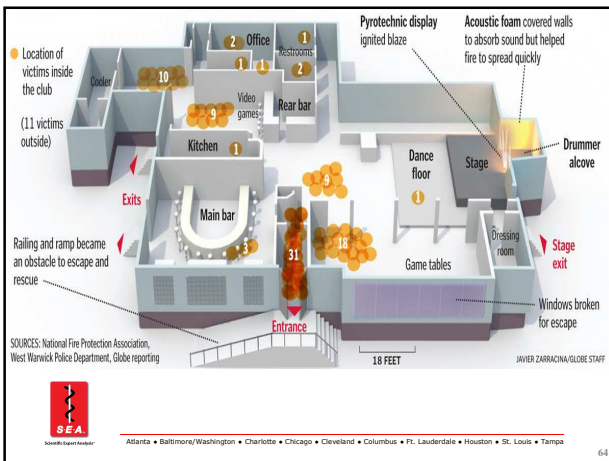 Location of
victims inside
the club
(11 victims
outside)
Cooler
10
2
Office
1
Restrooms
1
1
2
Video
games
9
Rear bar
Kitchen
1
Exits
Main bar
3
31
9
18
Dance
floor
1
Stage
Pyrotechnic display
ignited blaze
Acoustic foam covered walls
to absorb sound but helped
fire to spread quickly
Drummer
alcove
Dressing
room
Stage
exit
Game tables
Windows broken
for escape
Railing and ramp became
an obstacle to escape and
rescue
Entrance
18 FEET
SOURCES: National Fire Protection Association,
West Warwick Police Department, Globe reporting
JAVIER ZARRACINA/GLOBE STAFF
S·E·A
Scientific Expert Analysis™
Atlanta • Baltimore/Washington • Charlotte • Chicago • Cleveland • Columbus • Ft. Lauderdale • Houston • St. Louis • Tampa
64